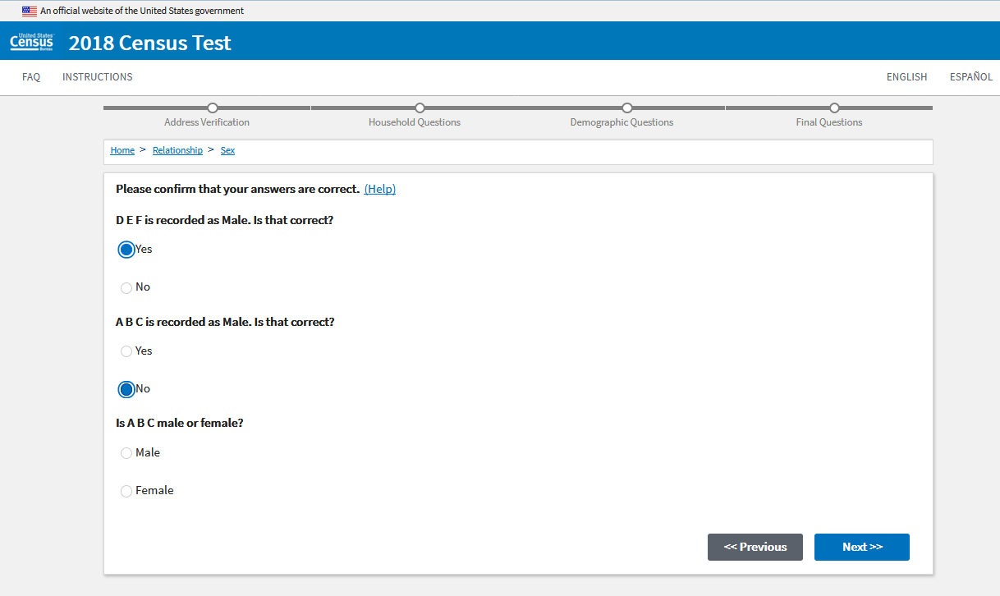 An official website of the United States government
United States
Census
Bureau
2018 Census Test
FAQ INSTRUCTIONS ENGLISH ESPAÑOL
Address Verification Household Questions Demographic Questions Final Questions
Home > Relationship > Sex
Please confirm that your answers are correct. (Help)
D E F is recorded as Male. Is that correct?
Yes
No
A B C is recorded as Male. Is that correct?
Yes
No
Is A B C male or female?
Male
Female
<< Previous Next >>